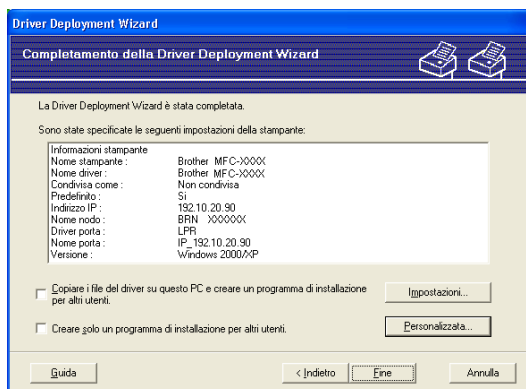 Driver Deployment Wizard
Completamento della Driver Deployment Wizard
La Driver Deployment Wizard è stata completata.
Sono state specificate le seguenti impostazioni della stampante:
Informazioni stampante
Nome stampante : Brother MFC-XXXX
Nome driver : Brother MFC-XXXX
Condivisa come : Non condivisa
Predefinito : Si
Indirizzo IP : 192.10.20.90
Nome nodo : BRN XXXXXX
Driver porta : LPR
Nome porta : IP_192.10.20.90
Versione : Windows 2000/XP
Copiare i file del driver su questo PC e creare un programma di installazione
per altri utenti.
Impostazioni...
Creare solo un programma di installazione per altri utenti.
Personalizzata...
Guida
< Indietro
Fine
Annulla